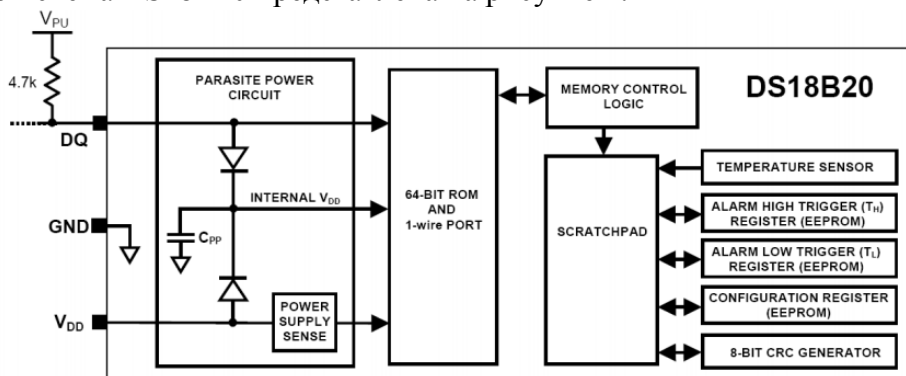 V_PU
4.7k
PARASITE POWER
CIRCUIT
DQ
GND
V_DD
INTERNAL V_DD
C_PP
POWER
SUPPLY
SENSE
64-BIT ROM
AND
1-wire PORT
MEMORY CONTROL
LOGIC
SCRATCHPAD
DS18B20
TEMPERATURE SENSOR
ALARM HIGH TRIGGER (T_H)
REGISTER (EEPROM)
ALARM LOW TRIGGER (T_L)
REGISTER (EEPROM)
CONFIGURATION REGISTER
(EEPROM)
8-BIT CRC GENERATOR